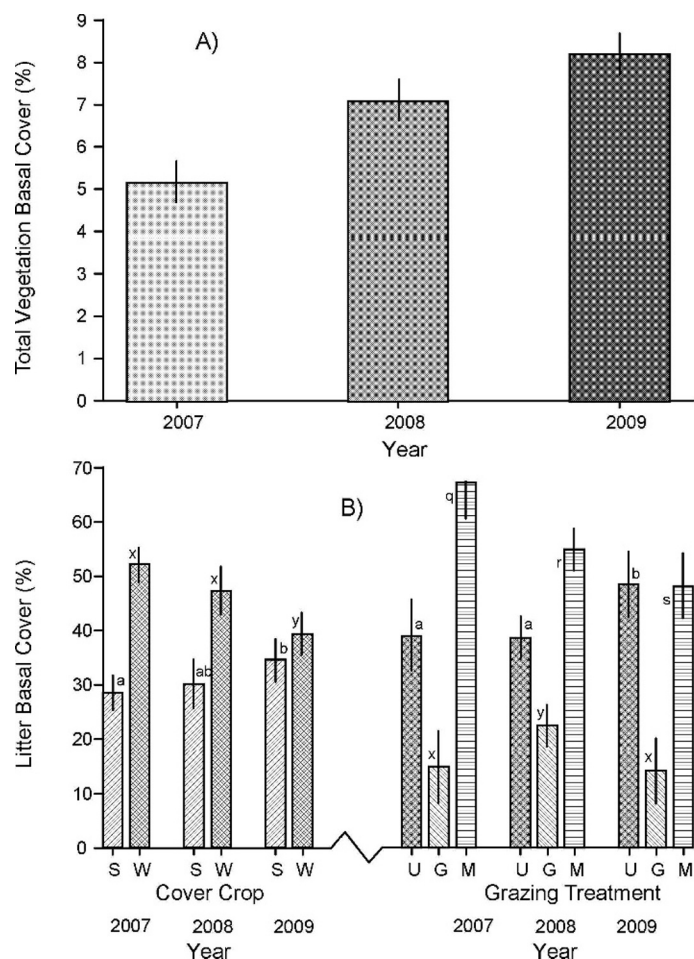 A)
Total Vegetation Basal Cover (%)
9
8
7
6
5
4
3
2
1
0
2007 2008 2009
Year
B)
Litter Basal Cover (%)
70
60
50
40
30
20
10
0
a x ab x b y a x q a y r b x s
S W S W S W U G M U G M U G M
Cover Crop Grazing Treatment
2007 2008 2009 2007 2008 2009
Year Year